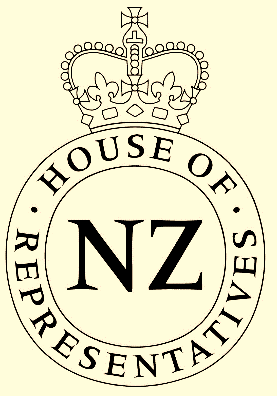 HOUSE OF
NZ
REPRESENTATIVES